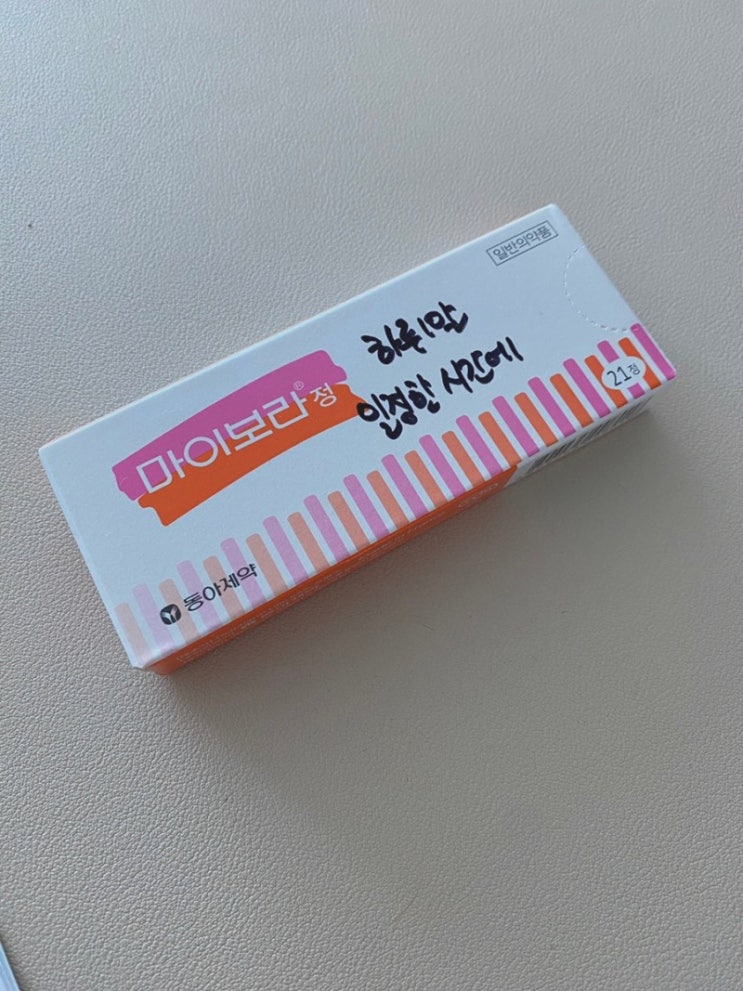 일반의약품
하루1알
일정한 시간에
마이보라®정
21정
동아제약